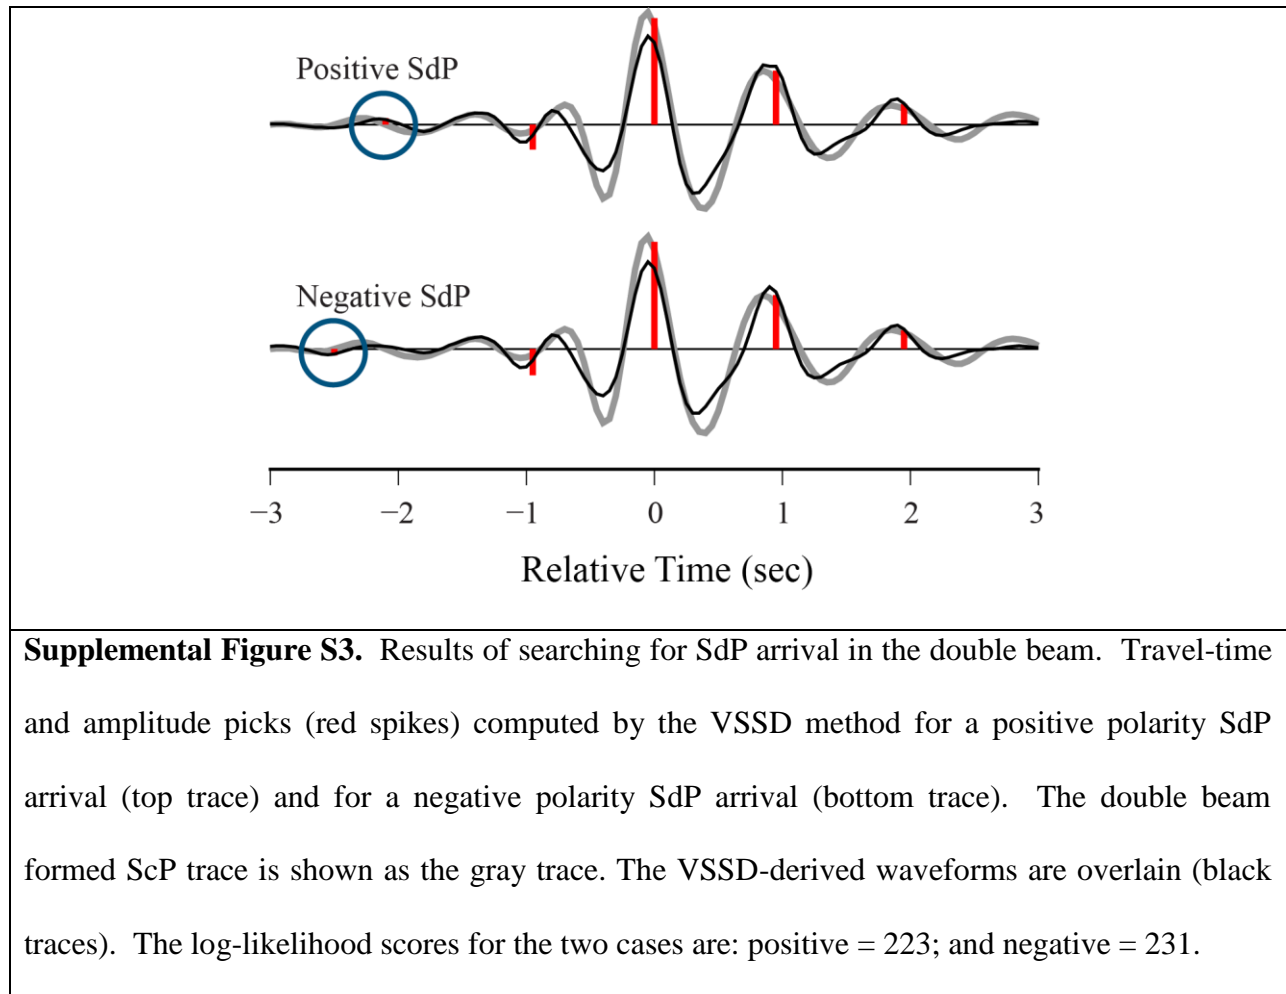 Positive SdP
Negative SdP
−3 −2 −1 0 1 2 3
Relative Time (sec)
Supplemental Figure S3. Results of searching for SdP arrival in the double beam. Travel-time
and amplitude picks (red spikes) computed by the VSSD method for a positive polarity SdP
arrival (top trace) and for a negative polarity SdP arrival (bottom trace). The double beam
formed ScP trace is shown as the gray trace. The VSSD-derived waveforms are overlain (black
traces). The log-likelihood scores for the two cases are: positive = 223; and negative = 231.